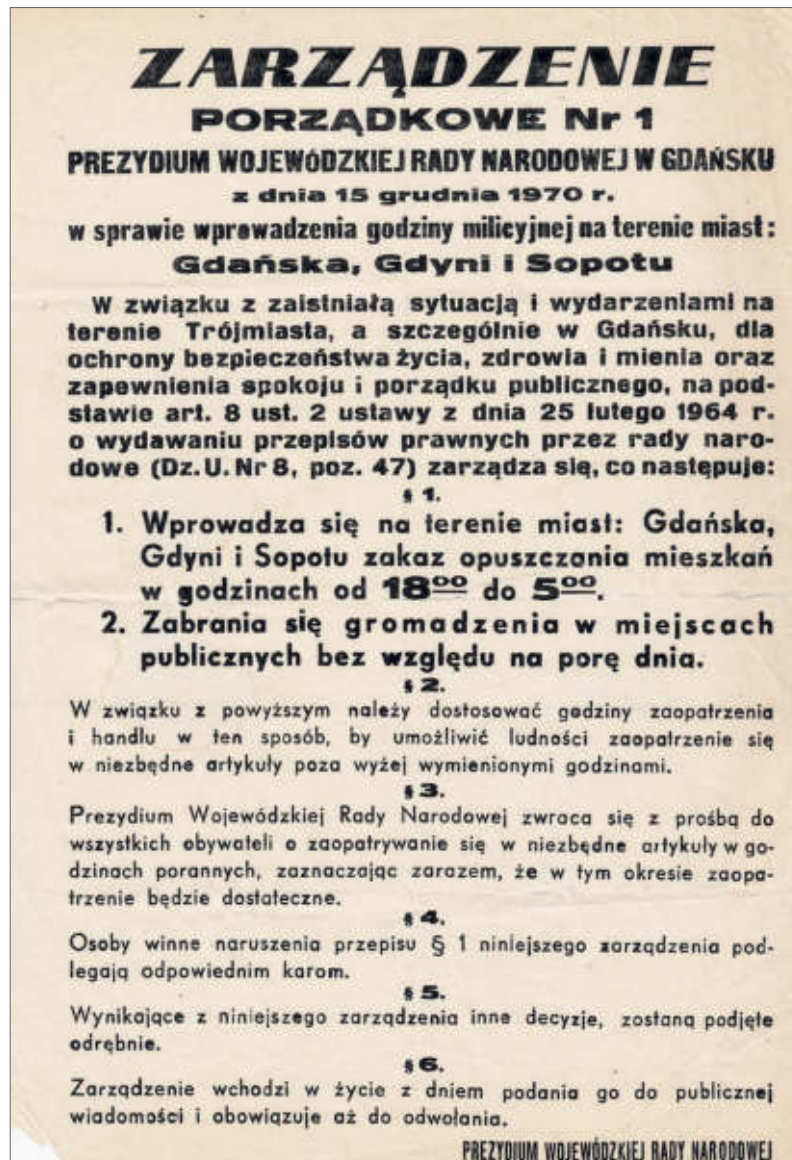 ZARZĄDZENIE
PORZĄDKOWE Nr 1
PREZYDIUM WOJEWÓDZKIEJ RADY NARODOWEJ W GDAŃSKU
z dnia 15 grudnia 1970 r.
w sprawie wprowadzenia godziny milicyjnej na terenie miast:
Gdańska, Gdyni i Sopotu
W związku z zaistniałą sytuacją i wydarzeniami na
terenie Trójmiasta, a szczególnie w Gdańsku, dla
ochrony bezpieczeństwa życia, zdrowia i mienia oraz
zapewnienia spokoju i porządku publicznego, na pod-
stawie art. 8 ust. 2 ustawy z dnia 25 lutego 1964 r.
o wydawaniu przepisów prawnych przez rady naro-
dowe (Dz. U. Nr 8, poz. 47) zarządza się, co następuje:
§ 1.
1. Wprowadza się na terenie miast: Gdańska,
Gdyni i Sopotu zakaz opuszczania mieszkań
w godzinach od 18⁰⁰ do 5⁰⁰.
2. Zabrania się gromadzenia w miejscach
publicznych bez względu na porę dnia.
§ 2.
W związku z powyższym należy dostosować godziny zaopatrzenia
i handlu w ten sposób, by umożliwić ludności zaopatrzenie się
w niezbędne artykuły poza wyżej wymienionymi godzinami.
§ 3.
Prezydium Wojewódzkiej Rady Narodowej zwraca się z prośbą do
wszystkich obywateli o zaopatrywanie się w niezbędne artykuły w go-
dzinach porannych, zaznaczając zarazem, że w tym okresie zaopa-
trzenie będzie dostateczne.
§ 4.
Osoby winne naruszenia przepisu § 1 niniejszego zarządzenia pod-
legają odpowiednim karom.
§ 5.
Wynikające z niniejszego zarządzenia inne decyzje, zostaną podjęte
odrębnie.
§ 6.
Zarządzenie wchodzi w życie z dniem podania go do publicznej
wiadomości i obowiązuje aż do odwołania.
PREZYDIUM WOJEWÓDZKIEJ RADY NARODOWEJ